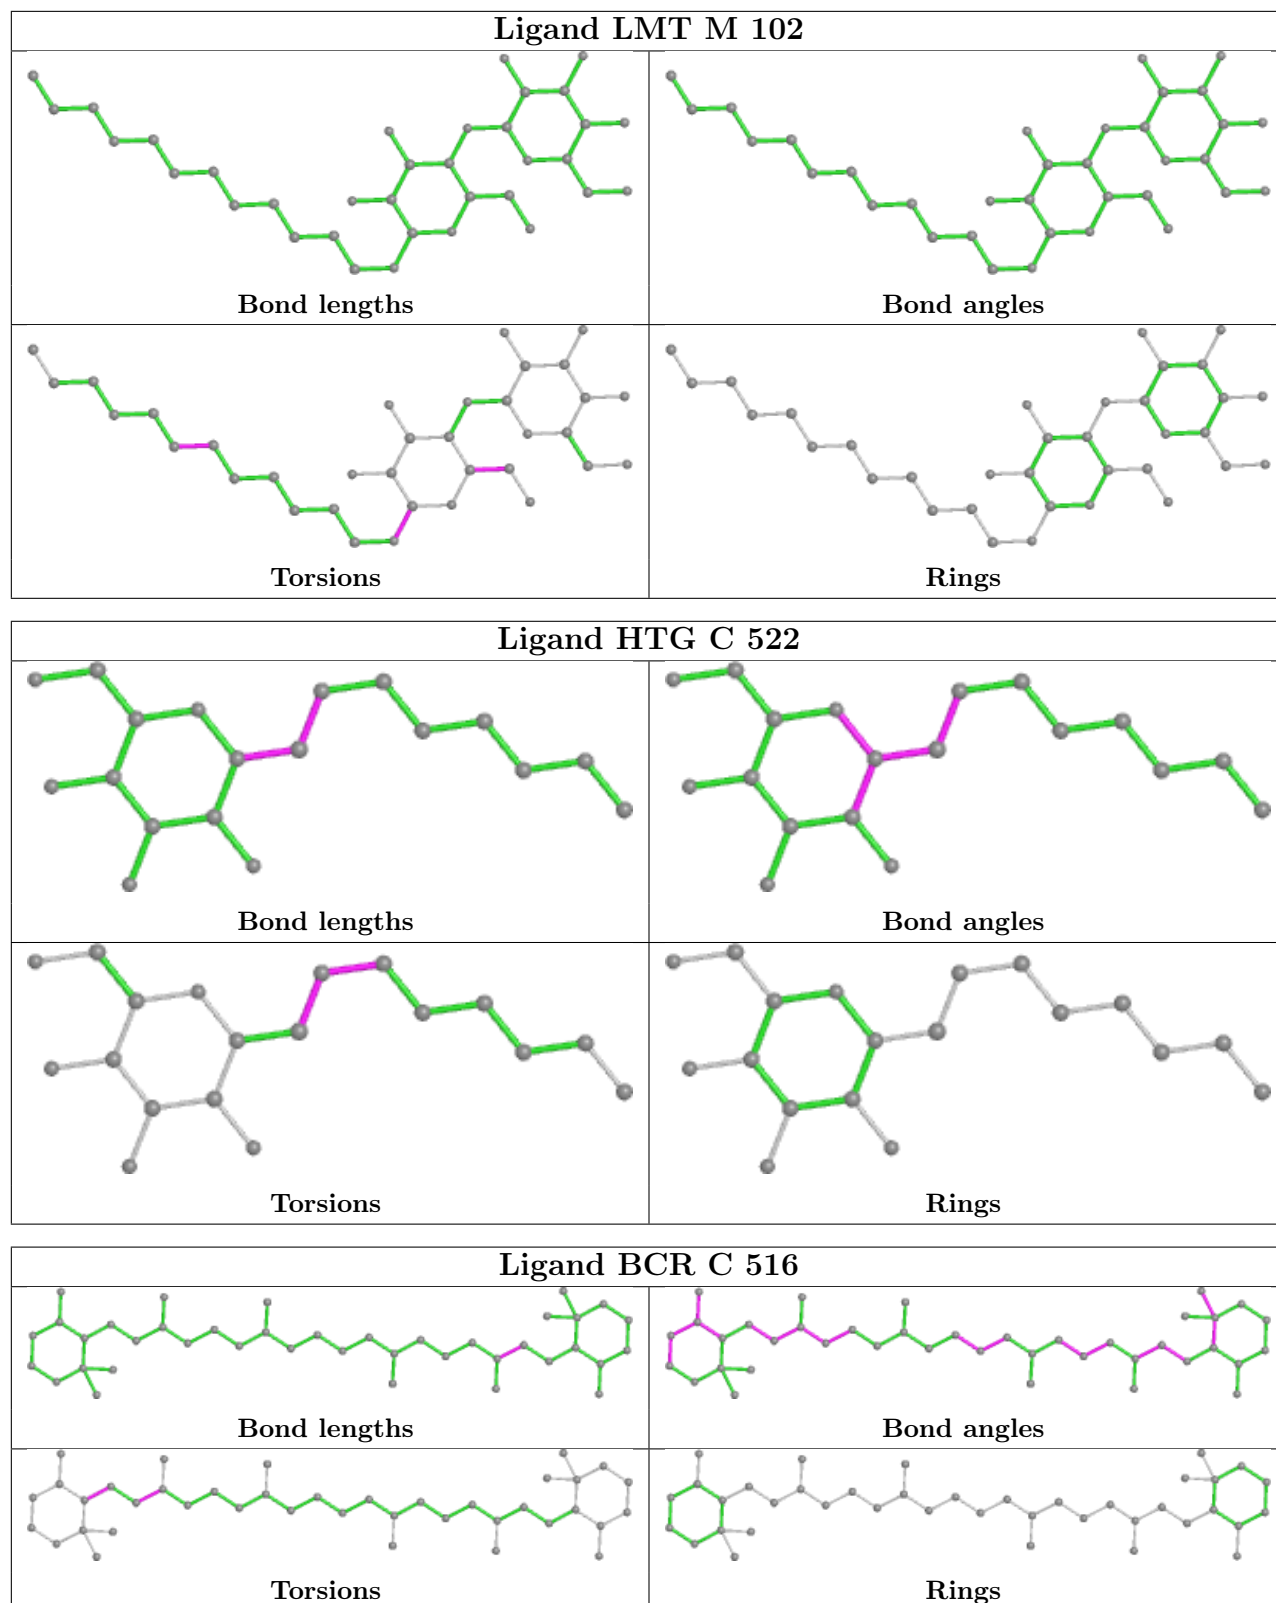 Ligand LMT M 102
Bond lengths
Bond angles
Torsions
Rings
Ligand HTG C 522
Bond lengths
Bond angles
Torsions
Rings
Ligand BCR C 516
Bond lengths
Bond angles
Torsions
Rings